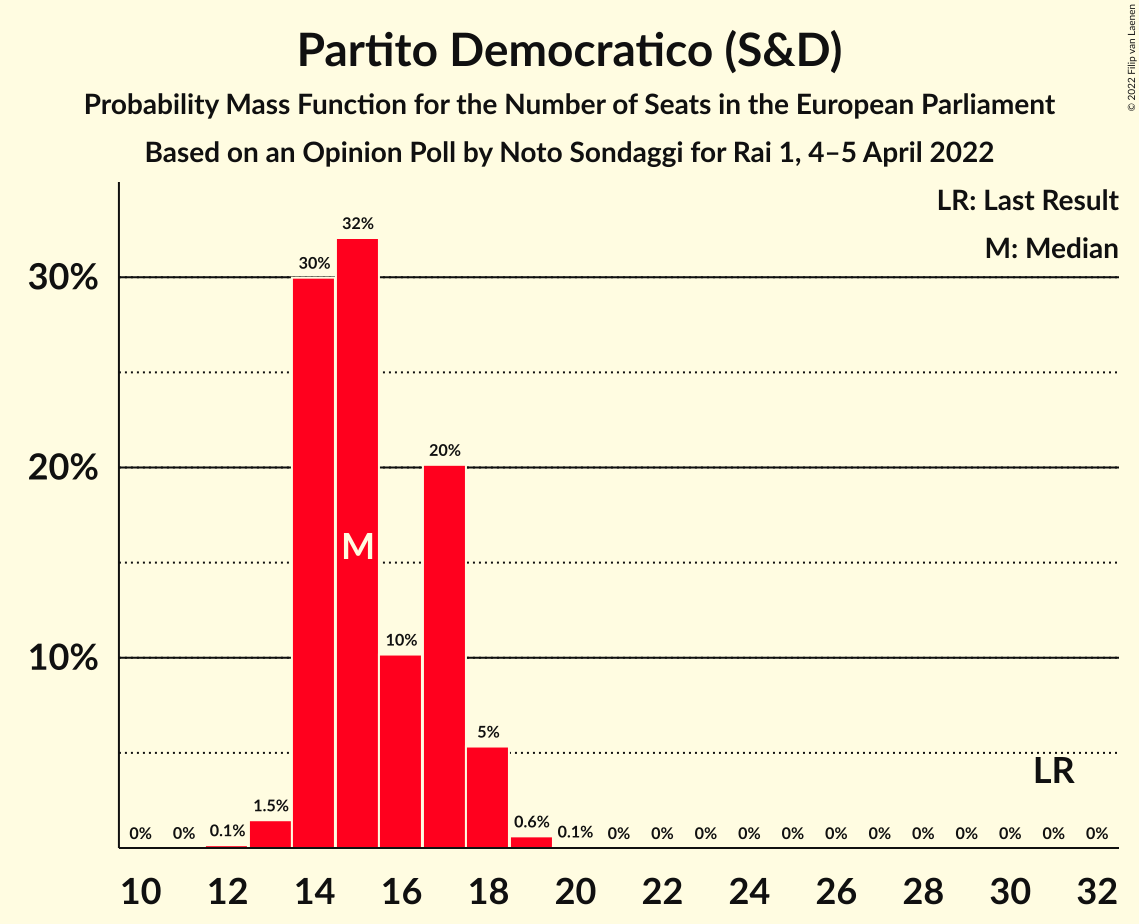 Partito Democratico (S&D)
Probability Mass Function for the Number of Seats in the European Parliament
Based on an Opinion Poll by Noto Sondaggi for Rai 1, 4–5 April 2022
© 2022 Filip van Laenen
LR: Last Result
M: Median
30%
20%
10%
0% 0% 0.1% 1.5% 30% 32% 10% 20% 5% 0.6% 0.1% 0% 0% 0% 0% 0% 0% 0% 0% 0% 0% 0% 0%
M
LR
10 12 14 16 18 20 22 24 26 28 30 32